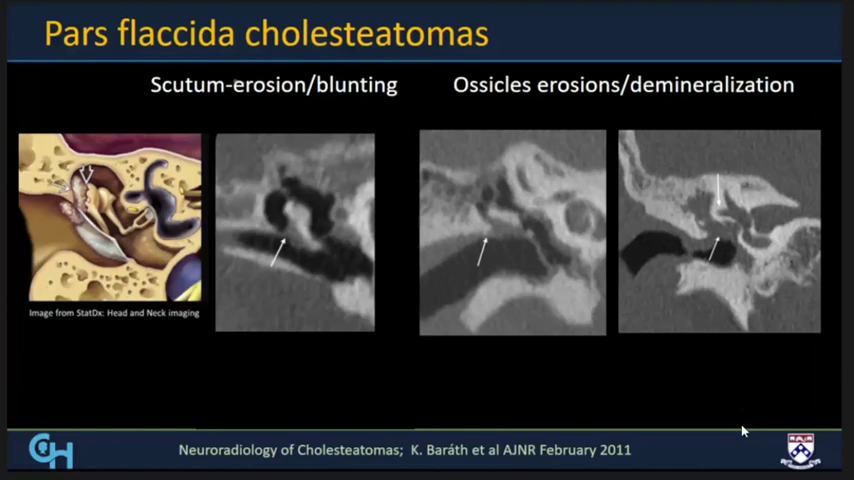 Pars flaccida cholesteatomas
Scutum-erosion/blunting
Ossicles erosions/demineralization
Image from StatDx: Head and Neck imaging
CH
Neuroradiology of Cholesteatomas; K. Baráth et al AJNR February 2011